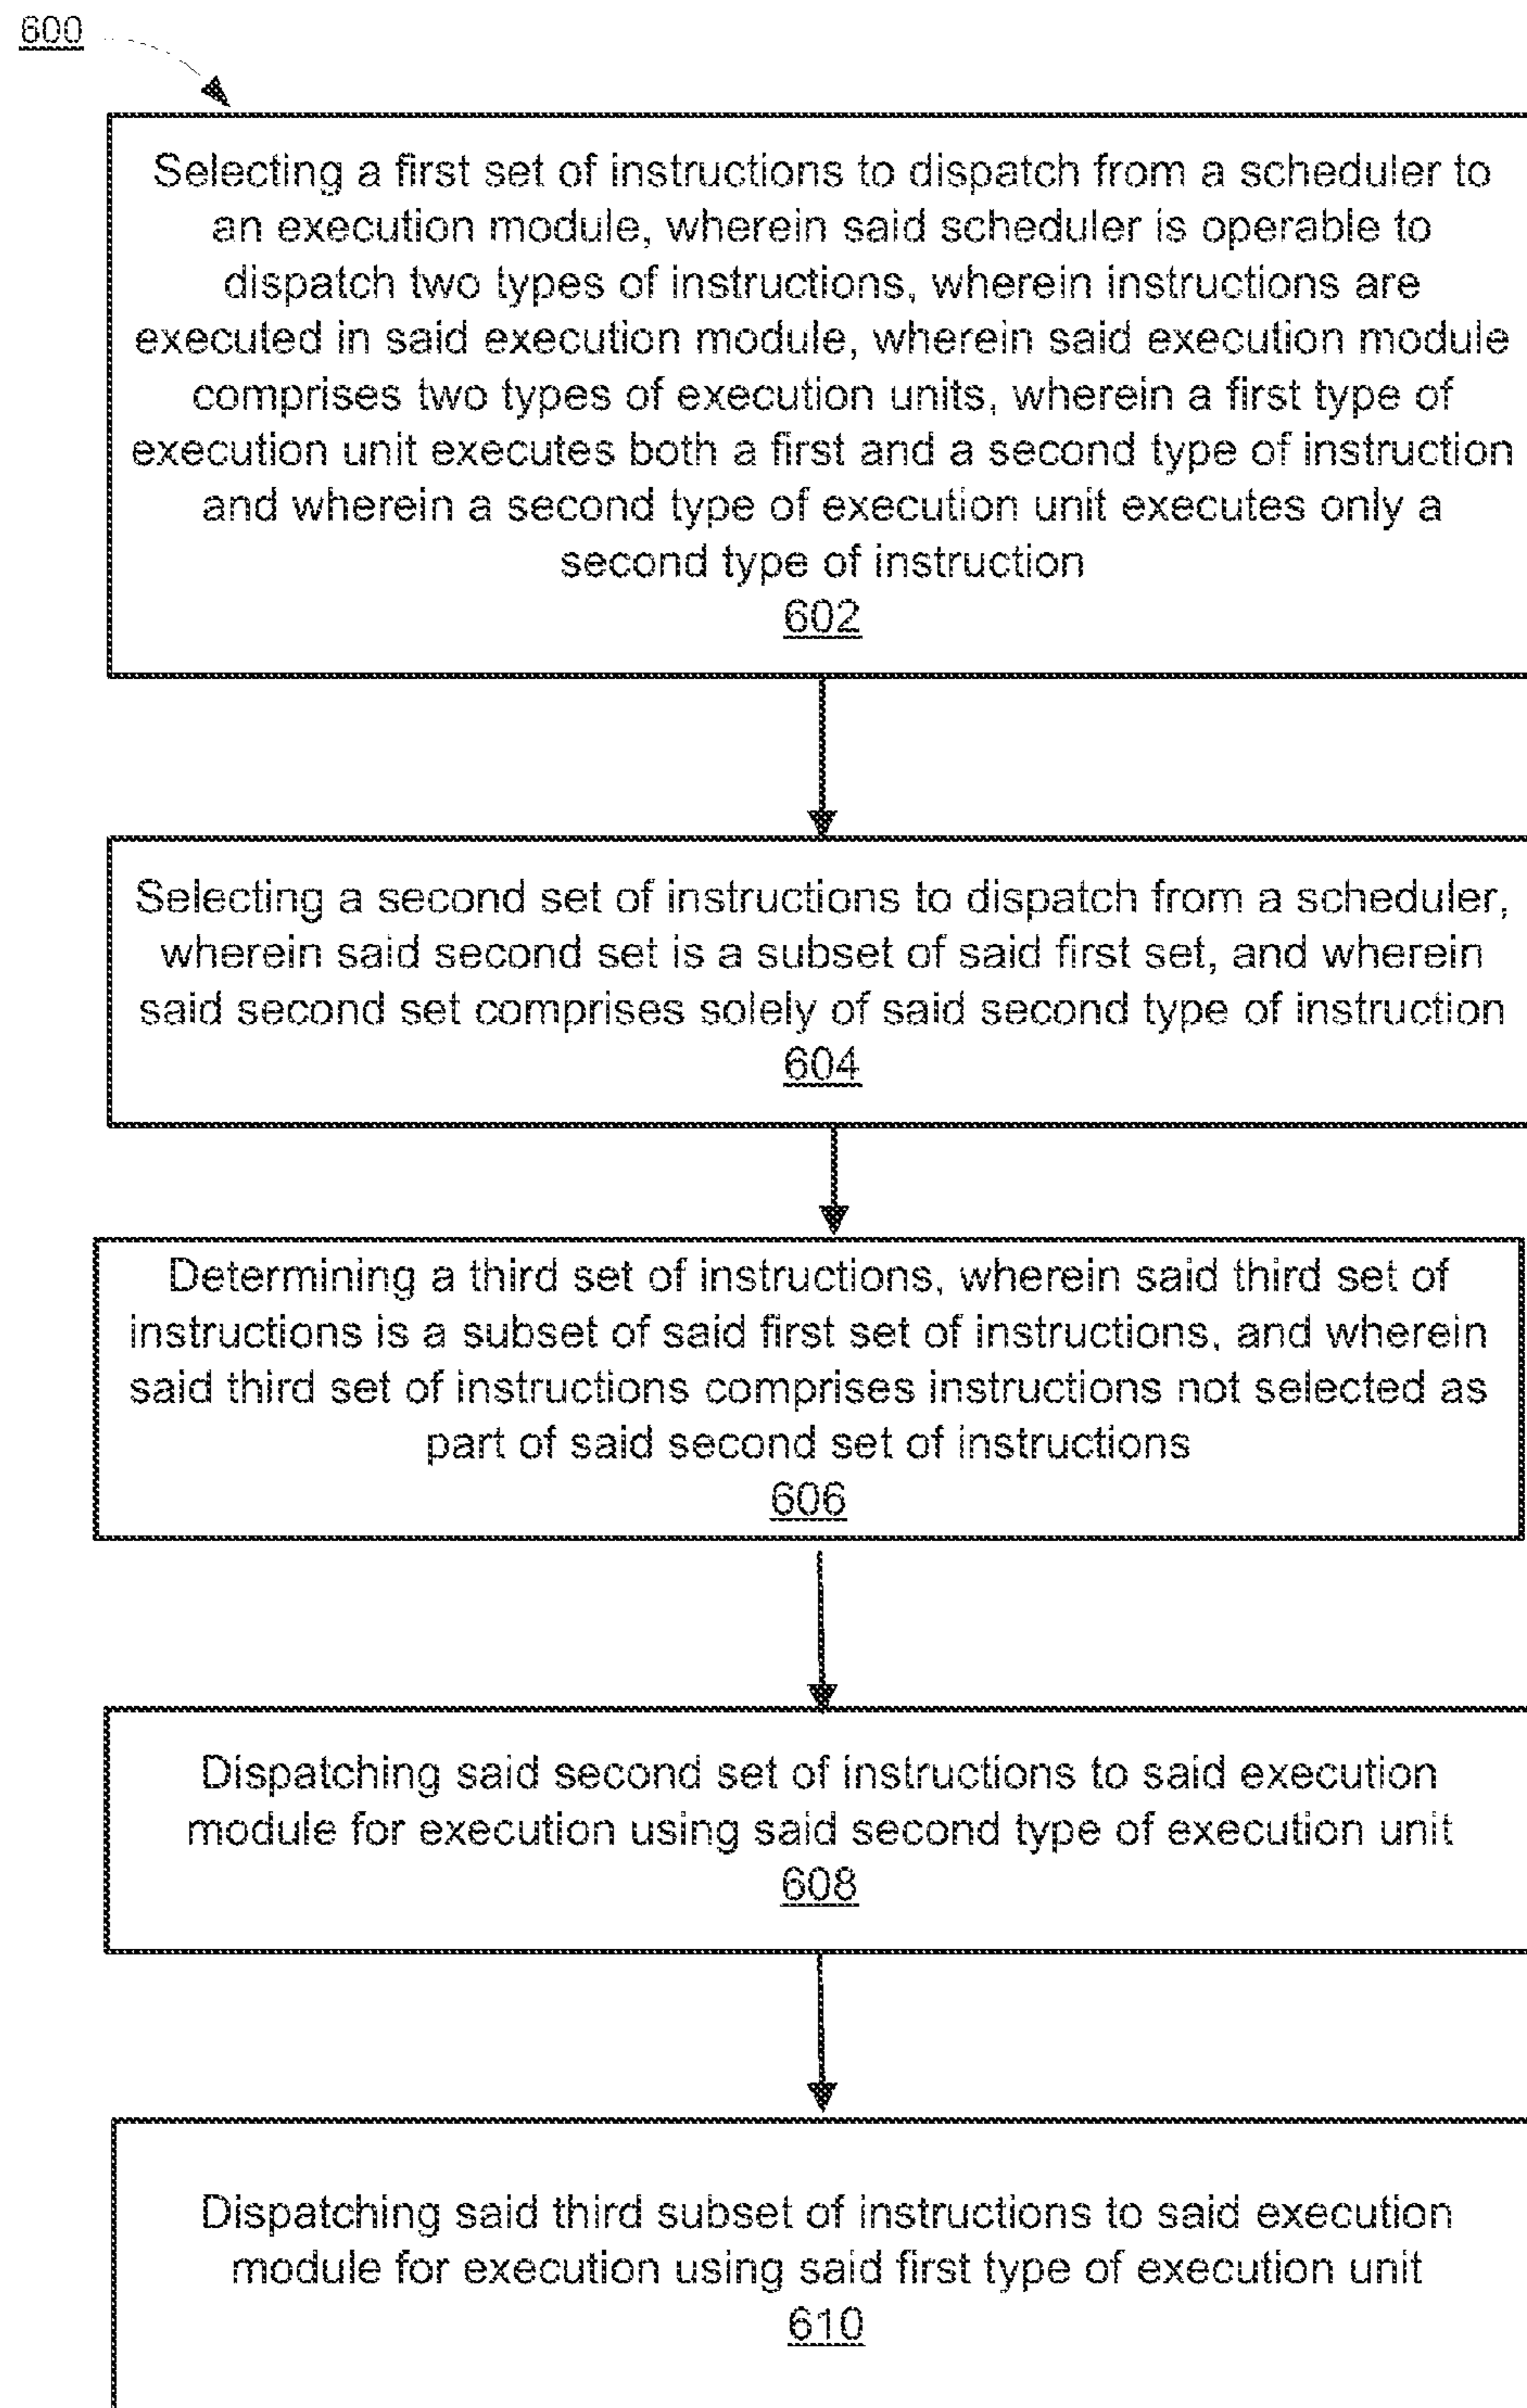 600
Selecting a first set of instructions to dispatch from a scheduler to
an execution module, wherein said scheduler is operable to
dispatch two types of instructions, wherein instructions are
executed in said execution module, wherein said execution module
comprises two types of execution units, wherein a first type of
execution unit executes both a first and a second type of instruction
and wherein a second type of execution unit executes only a
second type of instruction
602
Selecting a second set of instructions to dispatch from a scheduler,
wherein said second set is a subset of said first set, and wherein
said second set comprises solely of said second type of instruction
604
Determining a third set of instructions, wherein said third set of
instructions is a subset of said first set of instructions, and wherein
said third set of instructions comprises instructions not selected as
part of said second set of instructions
606
Dispatching said second set of instructions to said execution
module for execution using said second type of execution unit
608
Dispatching said third subset of instructions to said execution
module for execution using said first type of execution unit
610